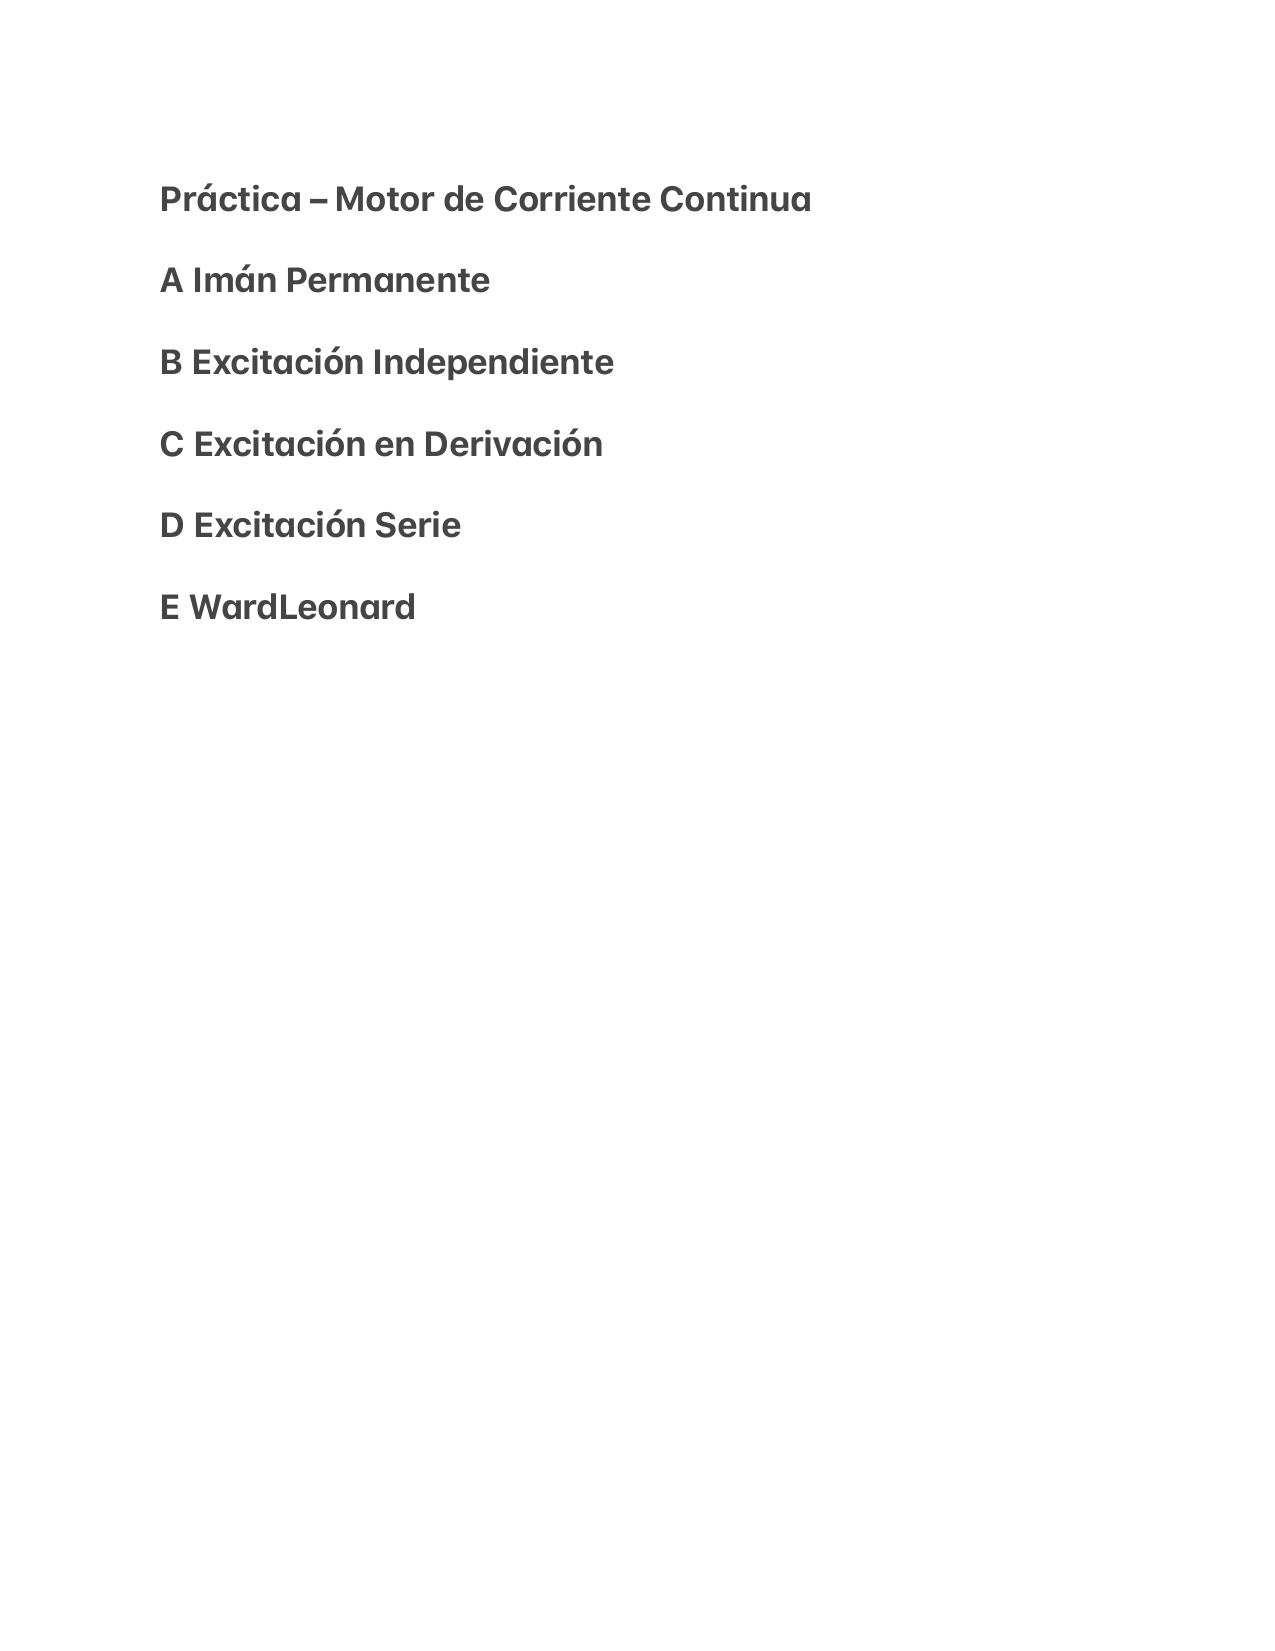 Práctica – Motor de Corriente Continua
A Imán Permanente
B Excitación Independiente
C Excitación en Derivación
D Excitación Serie
E WardLeonard